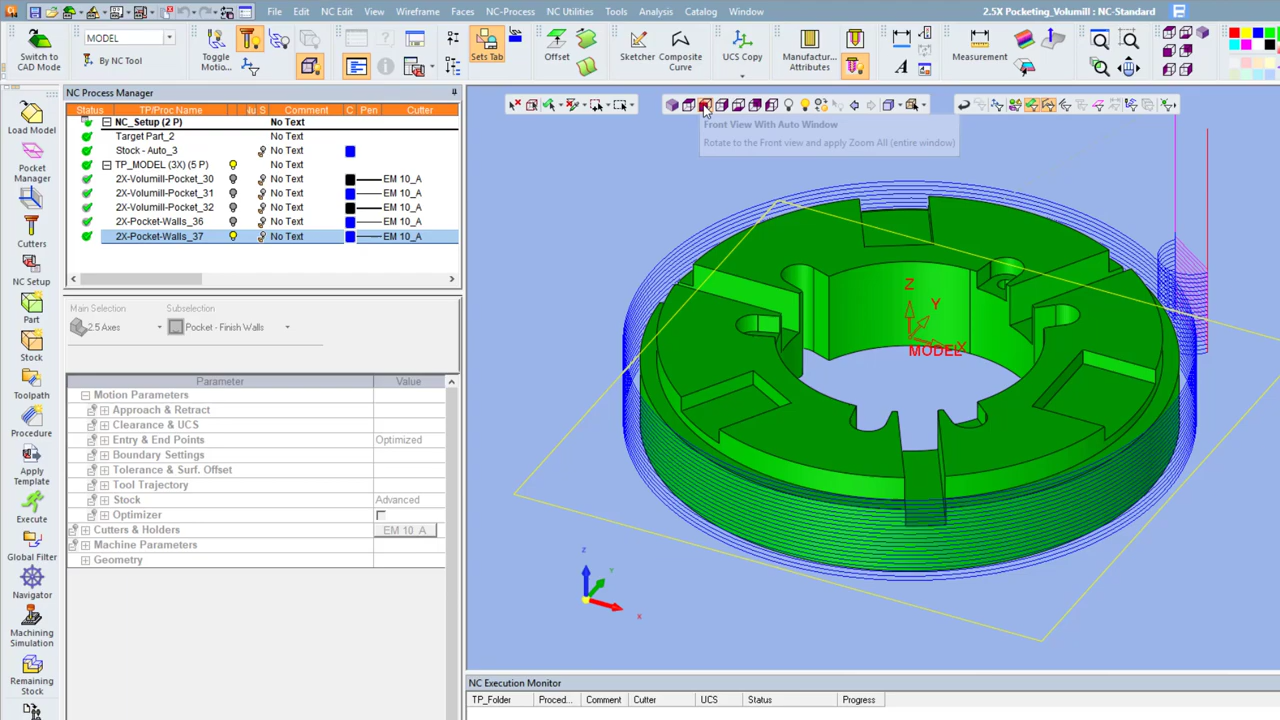 File Edit NC Edit View Wireframe Faces NC-Process NC Utilities Tools Analysis Catalog Window
2.5X Pocketing_Volumill : NC-Standard
Switch to CAD Mode
MODEL
By NC Tool
Toggle Motio...
Sets Tab
Offset
Sketcher
Composite Curve
UCS Copy
Manufacturing Attributes
Measurement
Load Model
Pocket Manager
Cutters
NC Setup
Part
Stock
Toolpath
Procedure
Apply Template
Execute
Global Filter
Navigator
Machining Simulation
Remaining Stock
NC Process Manager
Status TP/Proc Name Nu S Comment C Pen Cutter
NC_Setup (2 P) No Text
Target Part_2 No Text
Stock - Auto_3 No Text
TP_MODEL (3X) (5 P) No Text
2X-Volumill-Pocket_30 No Text EM 10_A
2X-Volumill-Pocket_31 No Text EM 10_A
2X-Volumill-Pocket_32 No Text EM 10_A
2X-Pocket-Walls_36 No Text EM 10_A
2X-Pocket-Walls_37 No Text EM 10_A
Main Selection Subselection
2.5 Axes Pocket - Finish Walls
Parameter Value
Motion Parameters
Approach & Retract
Clearance & UCS
Entry & End Points Optimized
Boundary Settings
Tolerance & Surf. Offset
Tool Trajectory
Stock Advanced
Optimizer
Cutters & Holders EM 10_A
Machine Parameters
Geometry
Front View With Auto Window
Rotate to the Front view and apply Zoom All (entire window)
Z
Y
X
MODEL
Z
Y
X
NC Execution Monitor
TP_Folder Proced... Comment Cutter UCS Status Progress